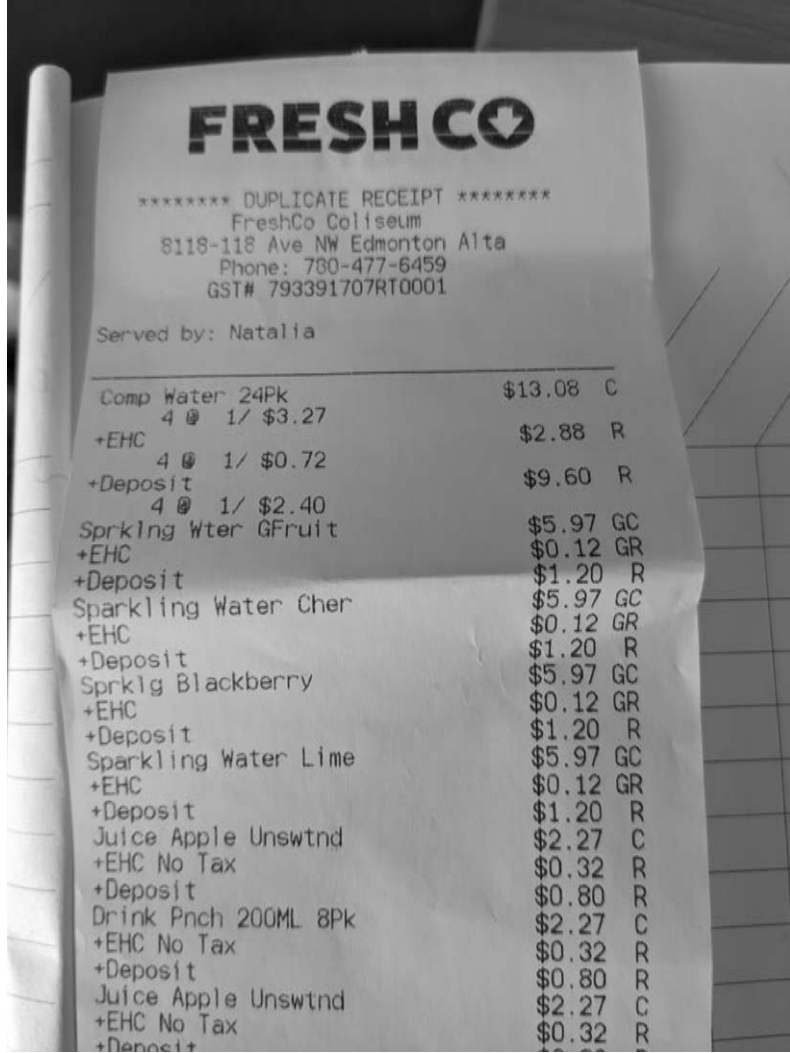 FRESHCO
******** DUPLICATE RECEIPT ********
FreshCo Coliseum
8118-118 Ave NW Edmonton Alta
Phone: 780-477-6459
GST# 793391707RT0001
Served by: Natalia
Comp Water 24Pk $13.08 C
4 @ 1/ $3.27
+EHC $2.88 R
4 @ 1/ $0.72
+Deposit $9.60 R
4 @ 1/ $2.40
Sprklng Wter GFruit $5.97 GC
+EHC $0.12 GR
+Deposit $1.20 R
Sparkling Water Cher $5.97 GC
+EHC $0.12 GR
+Deposit $1.20 R
Sprklg Blackberry $5.97 GC
+EHC $0.12 GR
+Deposit $1.20 R
Sparkling Water Lime $5.97 GC
+EHC $0.12 GR
+Deposit $1.20 R
Juice Apple Unswtnd $2.27 C
+EHC No Tax $0.32 R
+Deposit $0.80 R
Drink Pnch 200ML 8Pk $2.27 C
+EHC No Tax $0.32 R
+Deposit $0.80 R
Juice Apple Unswtnd $2.27 C
+EHC No Tax $0.32 R
+Deposit